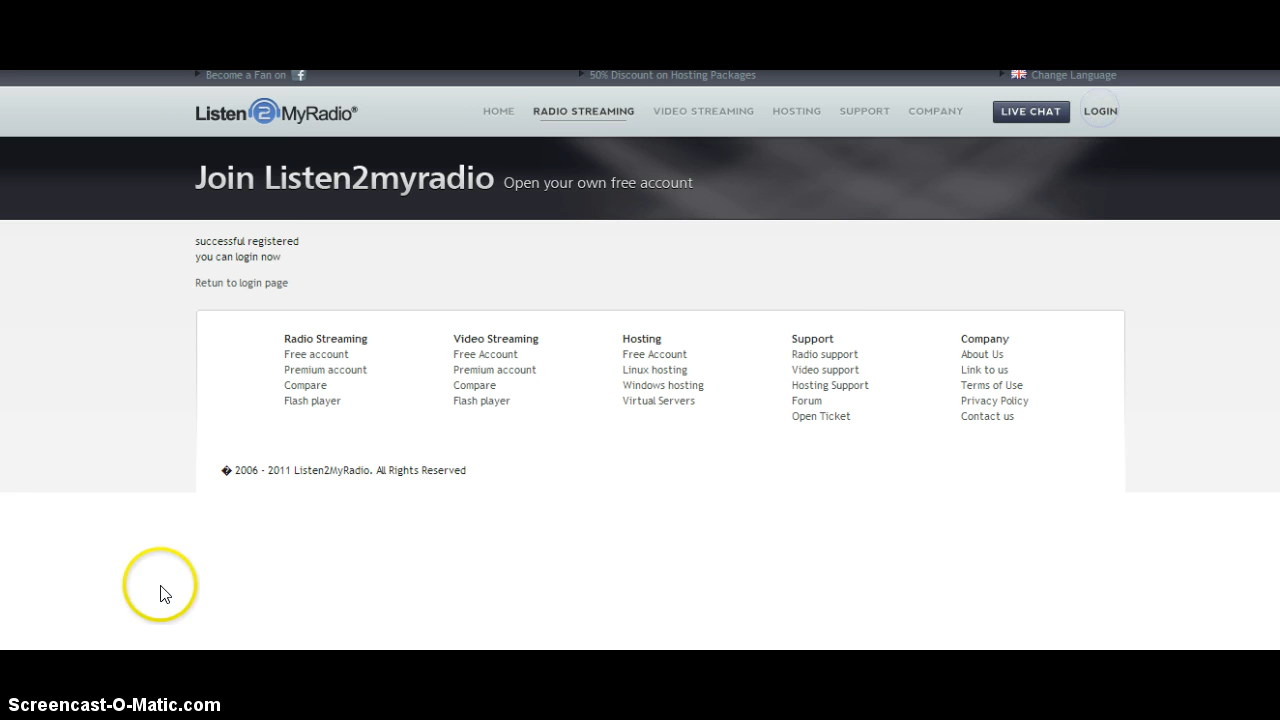 Become a Fan on
50% Discount on Hosting Packages
Change Language
Listen2MyRadio®
HOME RADIO STREAMING VIDEO STREAMING HOSTING SUPPORT COMPANY LIVE CHAT LOGIN
Join Listen2myradio Open your own free account
successful registered
you can login now
Retun to login page
Radio Streaming
Free account
Premium account
Compare
Flash player
Video Streaming
Free Account
Premium account
Compare
Flash player
Hosting
Free Account
Linux hosting
Windows hosting
Virtual Servers
Support
Radio support
Video support
Hosting Support
Forum
Open Ticket
Company
About Us
Link to us
Terms of Use
Privacy Policy
Contact us
� 2006 - 2011 Listen2MyRadio. All Rights Reserved
Screencast-O-Matic.com